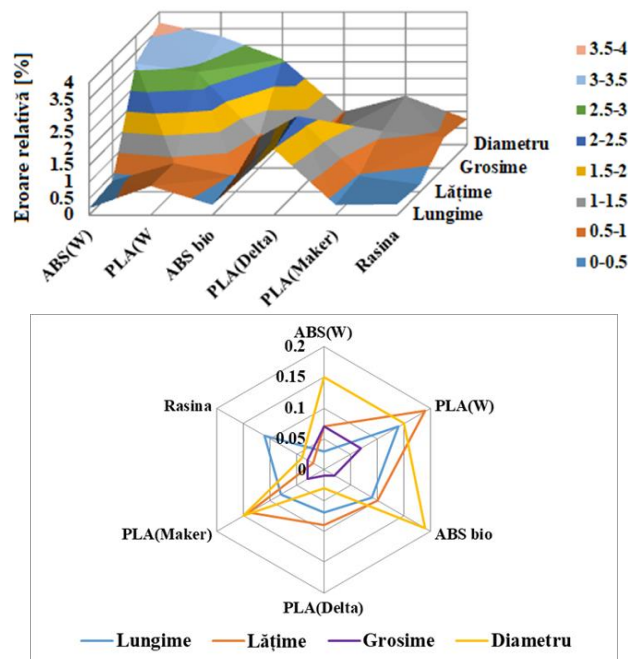 Eroare relativă [%]
4
3.5
3
2.5
2
1.5
1
0.5
0
ABS(W)
PLA(W
ABS bio
PLA(Delta)
PLA(Maker)
Rasina
Diametru
Grosime
Lățime
Lungime
3.5-4
3-3.5
2.5-3
2-2.5
1.5-2
1-1.5
0.5-1
0-0.5
ABS(W)
0.2
0.15
0.1
0.05
0
PLA(W)
ABS bio
PLA(Delta)
PLA(Maker)
Rasina
Lungime Lățime Grosime Diametru